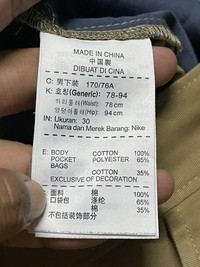 MADE IN CHINA
中国製
DIBUAT DI CINA
C: 男下装 170/76A
K: 호칭(Generic): 78-94
허리둘레(Waist): 78 cm
엉덩이둘레(Hip): 94 cm
IN: Ukuran: 30
Nama dan Merek Barang: Nike
E: BODY COTTON 100%
POCKET POLYESTER 65%
BAGS COTTON 35%
EXCLUSIVE OF DECORATION
C: 面料 棉 100%
口袋布 涤纶 65%
棉 35%
不包括装饰部分